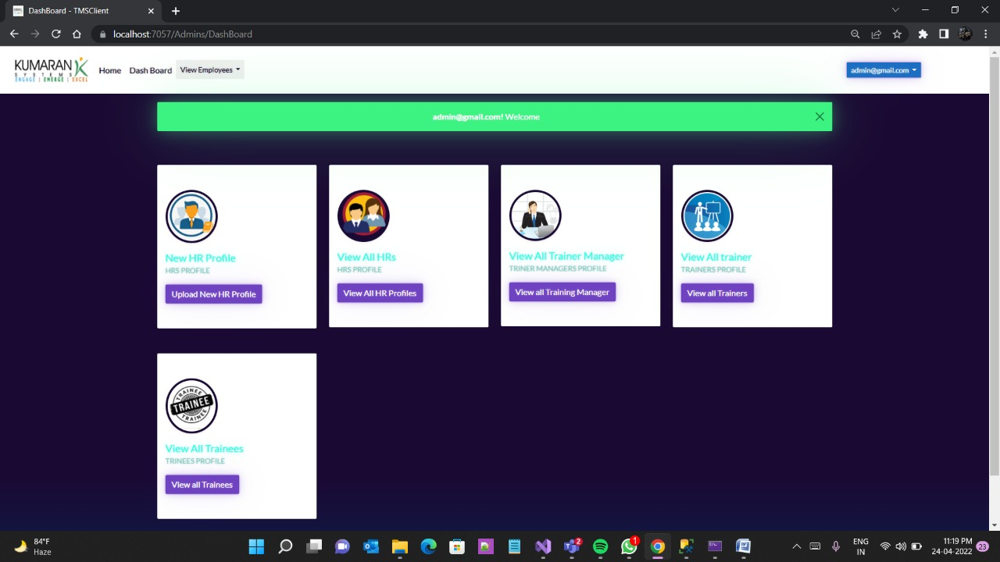 DashBoard - TMSClient
localhost:7057/Admins/DashBoard
KUMARAN
SYSTEMS
ENGAGE | EMERGE | EXCEL
Home
Dash Board
View Employees
admin@gmail.com
admin@gmail.com! Welcome
New HR Profile
HRS PROFILE
Upload New HR Profile
View All HRs
HRS PROFILE
View All HR Profiles
View All Trainer Manager
TRINER MANAGERS PROFILE
View all Training Manager
View All trainer
TRAINERS PROFILE
View all Trainers
TRAINEE
TRAINEE
TRAINEE
View All Trainees
TRINEES PROFILE
View all Trainees
84°F
Haze
2
1
ENG
IN
11:19 PM
24-04-2022
23